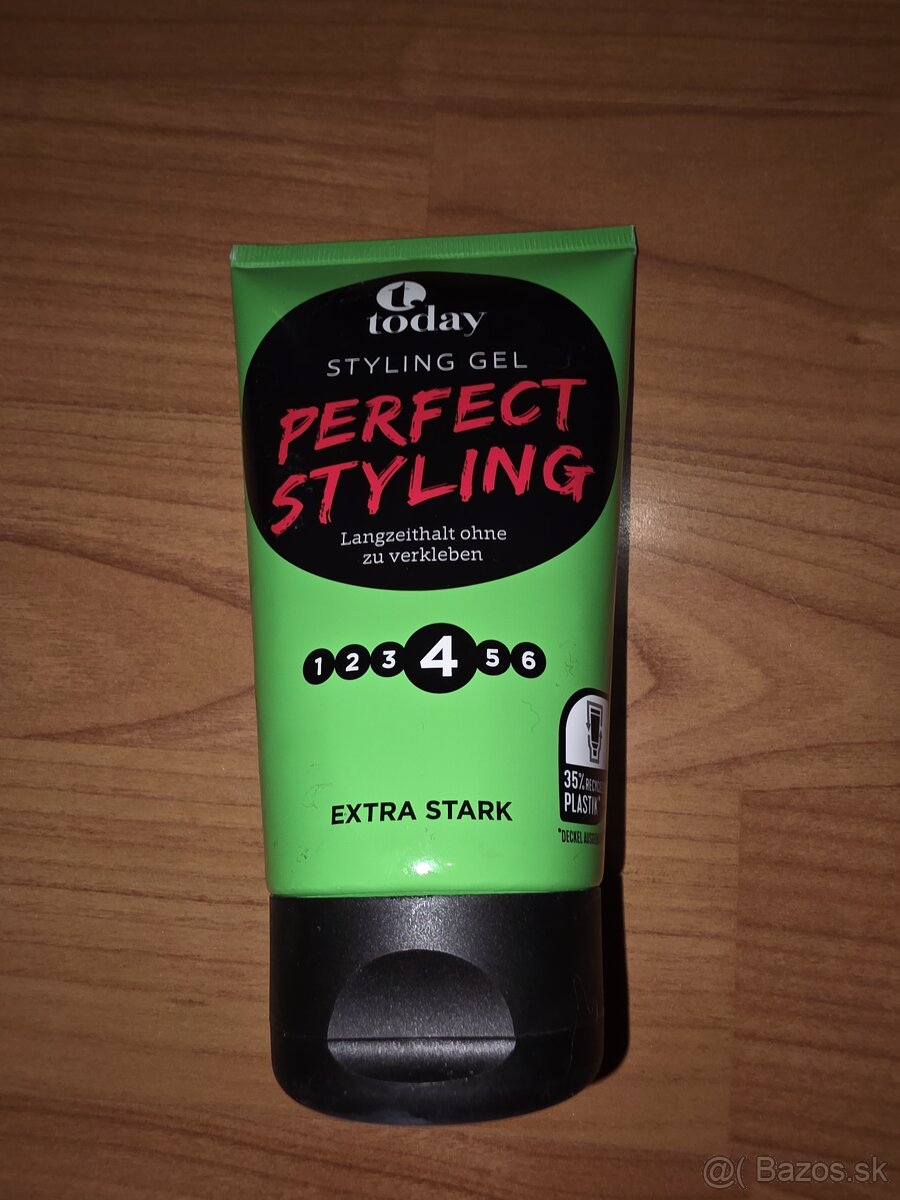 t.
today
STYLING GEL
PERFECT
STYLING
Langzeithalt ohne
zu verkleben
1 2 3 4 5 6
35%
PLASTIK*
*DECKEL
EXTRA STARK
@( Bazos.sk